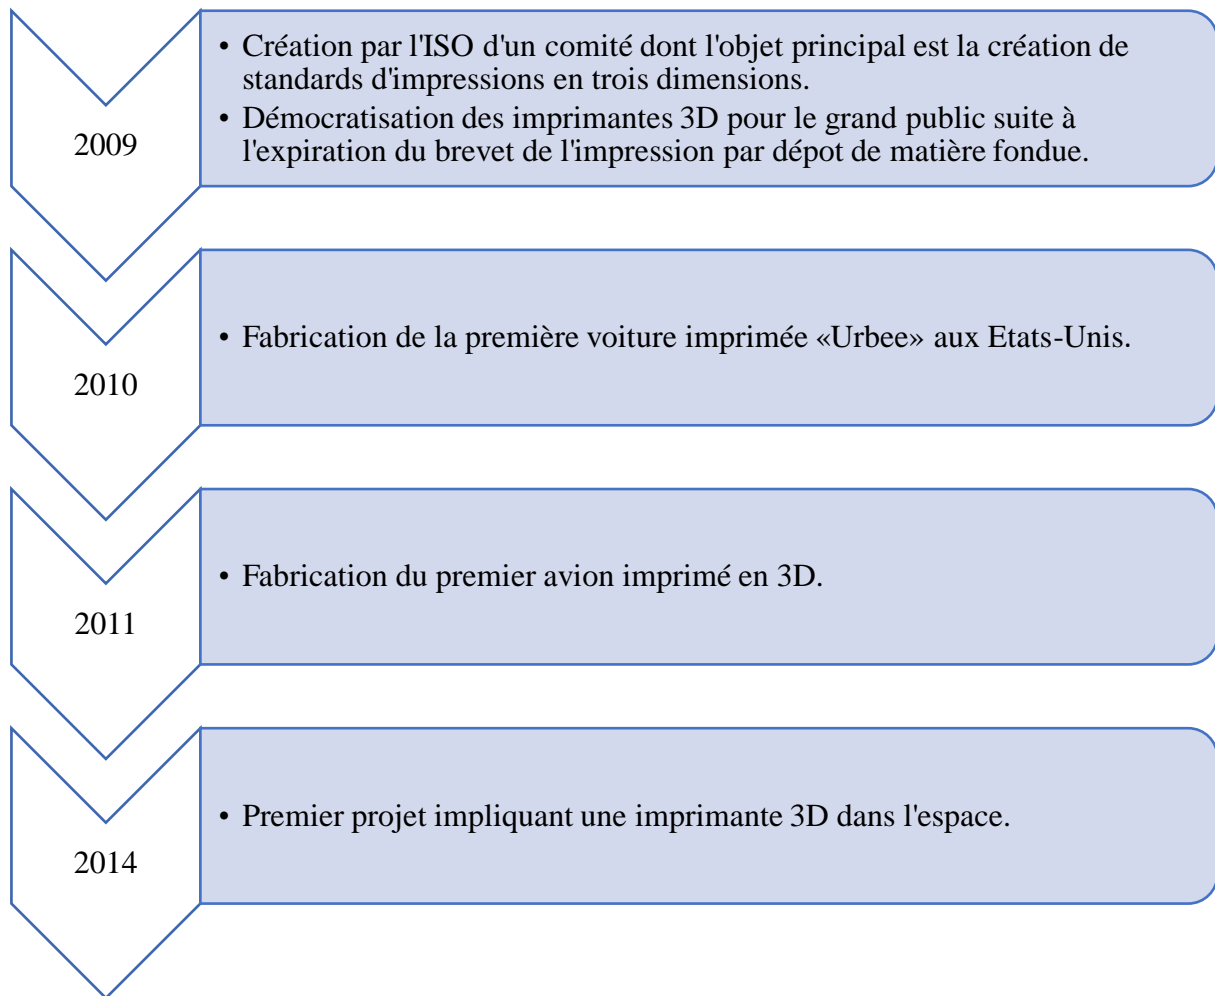 2009
• Création par l'ISO d'un comité dont l'objet principal est la création de
standards d'impressions en trois dimensions.
• Démocratisation des imprimantes 3D pour le grand public suite à
l'expiration du brevet de l'impression par dépot de matière fondue.
2010
• Fabrication de la première voiture imprimée «Urbee» aux Etats-Unis.
2011
• Fabrication du premier avion imprimé en 3D.
2014
• Premier projet impliquant une imprimante 3D dans l'espace.